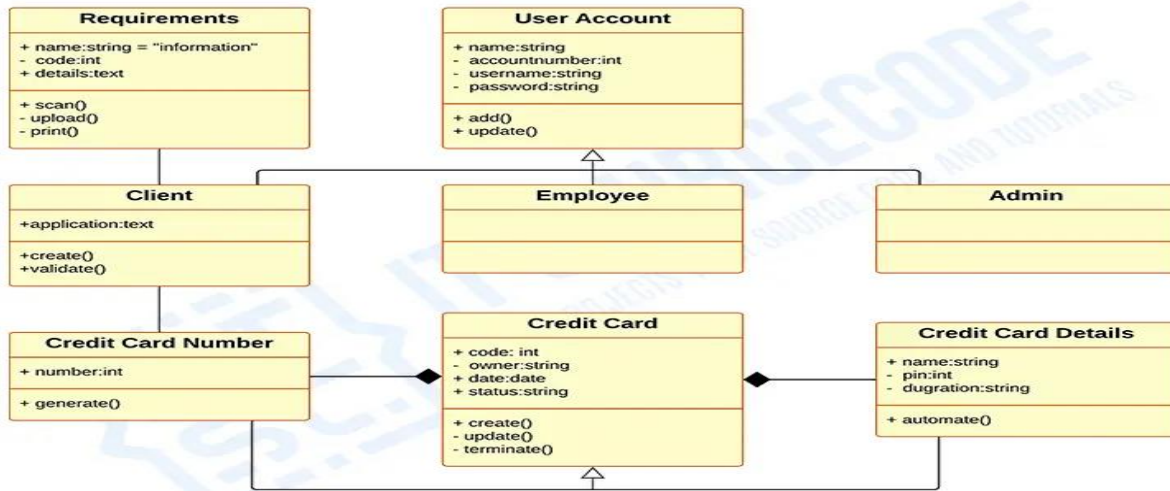 Requirements
+ name:string = "information"
- code:int
+ details:text
+ scan()
- upload()
- print()
User Account
+ name:string
- accountnumber:int
- username:string
- password:string
+ add()
+ update()
Client
+application:text
+create()
+validate()
Employee
Admin
Credit Card Number
+ number:int
+ generate()
Credit Card
+ code: int
- owner:string
+ date:date
+ status:string
+ create()
- update()
- terminate()
Credit Card Details
+ name:string
- pin:int
- dugration:string
+ automate()